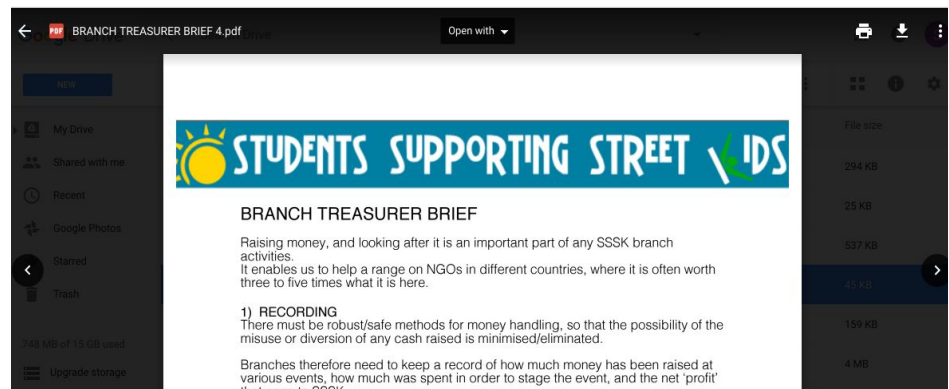 BRANCH TREASURER BRIEF 4.pdf
Open with
NEW
My Drive
Shared with me
Recent
Google Photos
Starred
Trash
748 MB of 15 GB used
Upgrade storage
File size
294 KB
25 KB
537 KB
45 KB
159 KB
4 MB
STUDENTS SUPPORTING STREET KIDS
BRANCH TREASURER BRIEF
Raising money, and looking after it is an important part of any SSSK branch
activities.
It enables us to help a range on NGOs in different countries, where it is often worth
three to five times what it is here.
1) RECORDING
There must be robust/safe methods for money handling, so that the possibility of the
misuse or diversion of any cash raised is minimised/eliminated.
Branches therefore need to keep a record of how much money has been raised at
various events, how much was spent in order to stage the event, and the net ‘profit’